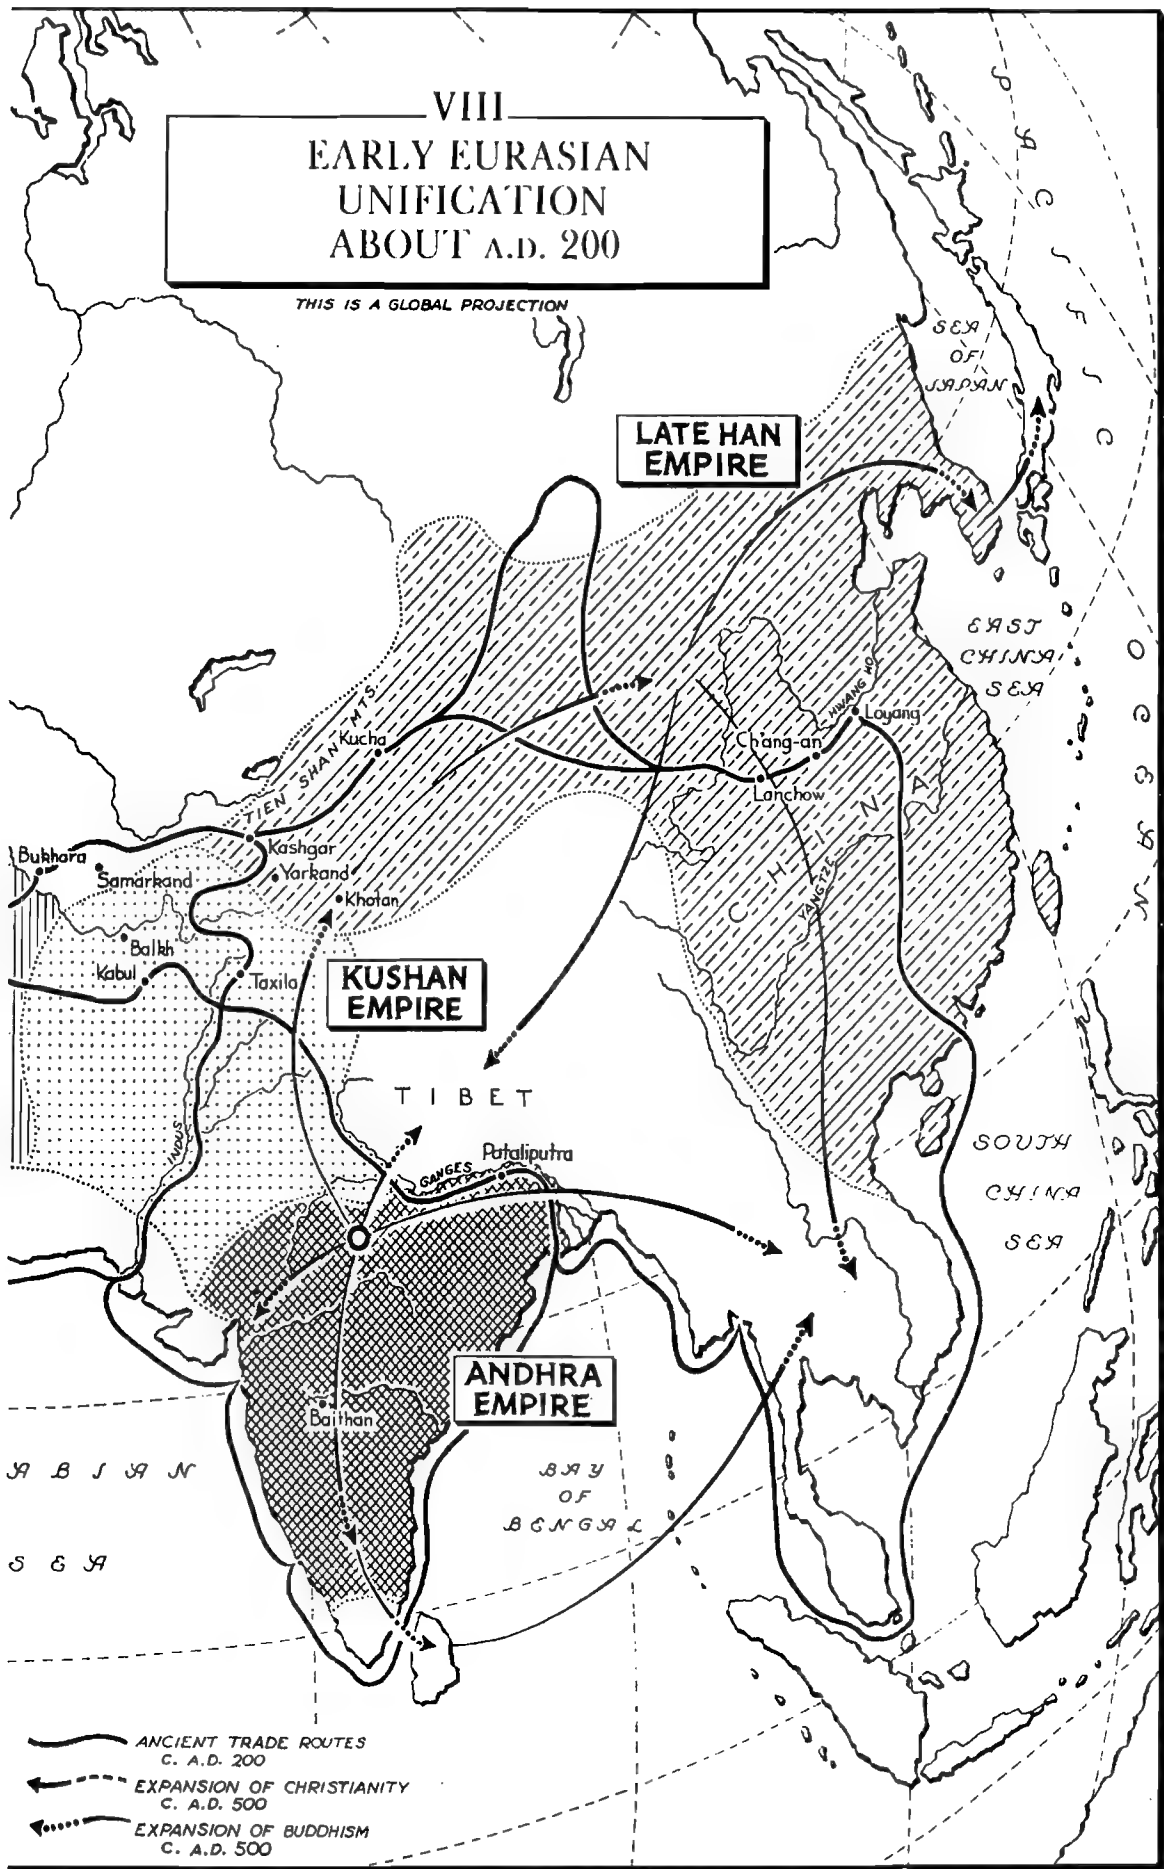 VIII
EARLY EURASIAN
UNIFICATION
ABOUT A.D. 200
THIS IS A GLOBAL PROJECTION
PACIFIC
OCEAN
SEA
OF
JAPAN
LATE HAN
EMPIRE
EAST
CHINA
SEA
HWANG HO
Loyang
Ch'ang-an
Lanchow
CHINA
YANGTZE
TIEN SHAN MTS.
Kucha
Kashgar
Yarkand
Khotan
Bukhara
Samarkand
Balkh
Kabul
Taxila
KUSHAN
EMPIRE
TIBET
INDUS
GANGES
Pataliputra
SOUTH
CHINA
SEA
ANDHRA
EMPIRE
Baithan
ABIAN
SEA
BAY
OF
BENGAL
ANCIENT TRADE ROUTES
C. A.D. 200
EXPANSION OF CHRISTIANITY
C. A.D. 500
EXPANSION OF BUDDHISM
C. A.D. 500